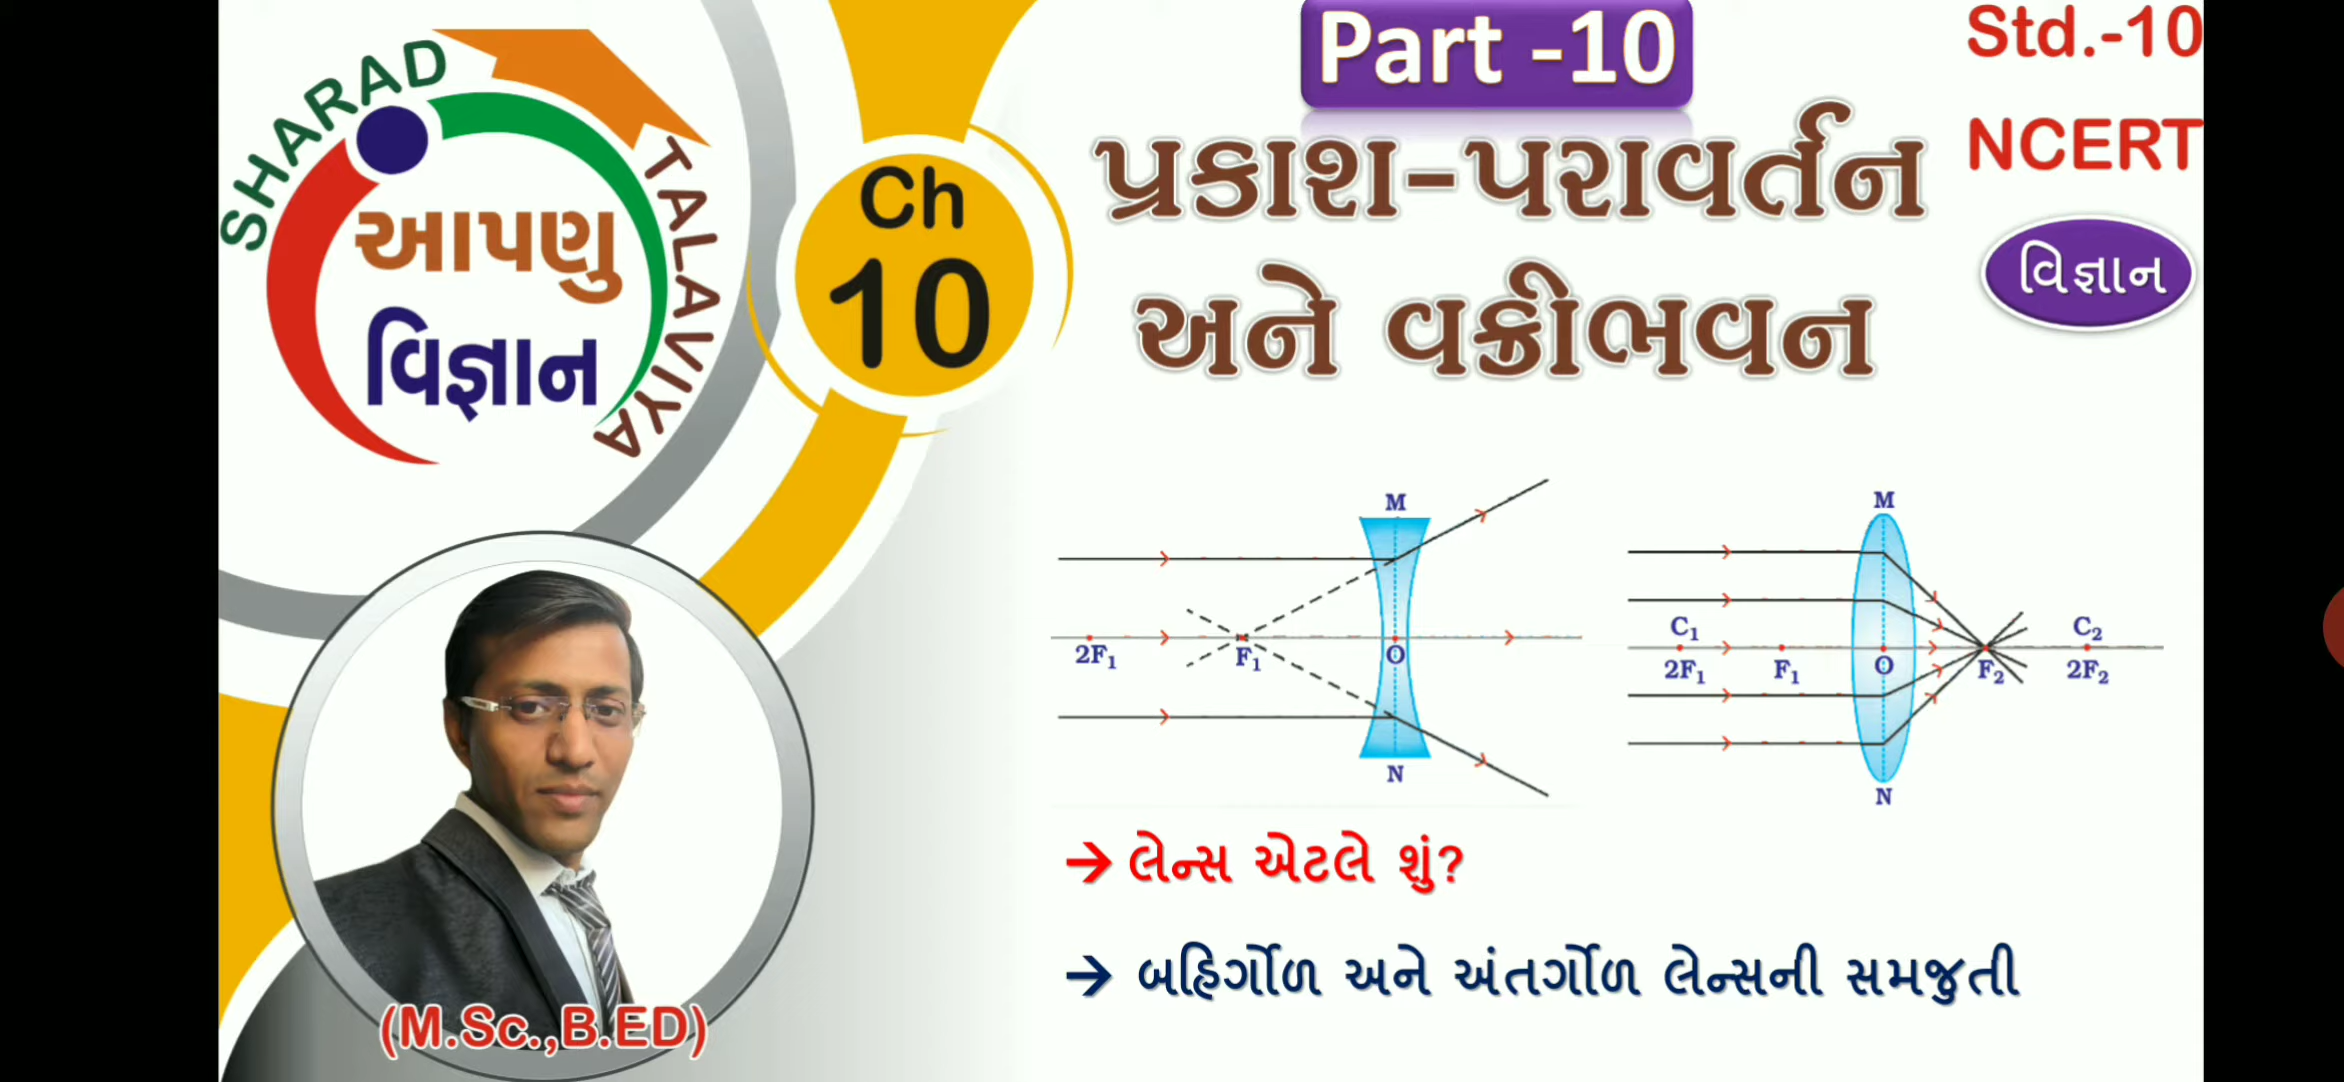 SHARAD
TALAVIYA
આપણુ
વિજ્ઞાન
Ch
10
Part -10
Std.-10
NCERT
વિજ્ઞાન
પ્રકાશ-પરાવર્તન
અને વક્રીભવન
M
2F₁
F₁
O
N
M
C₁
C₂
2F₁
F₁
O
F₂
2F₂
N
→ લેન્સ એટલે શું?
→ બહિર્ગોળ અને અંતર્ગોળ લેન્સની સમજુતી
(M.Sc.,B.ED)